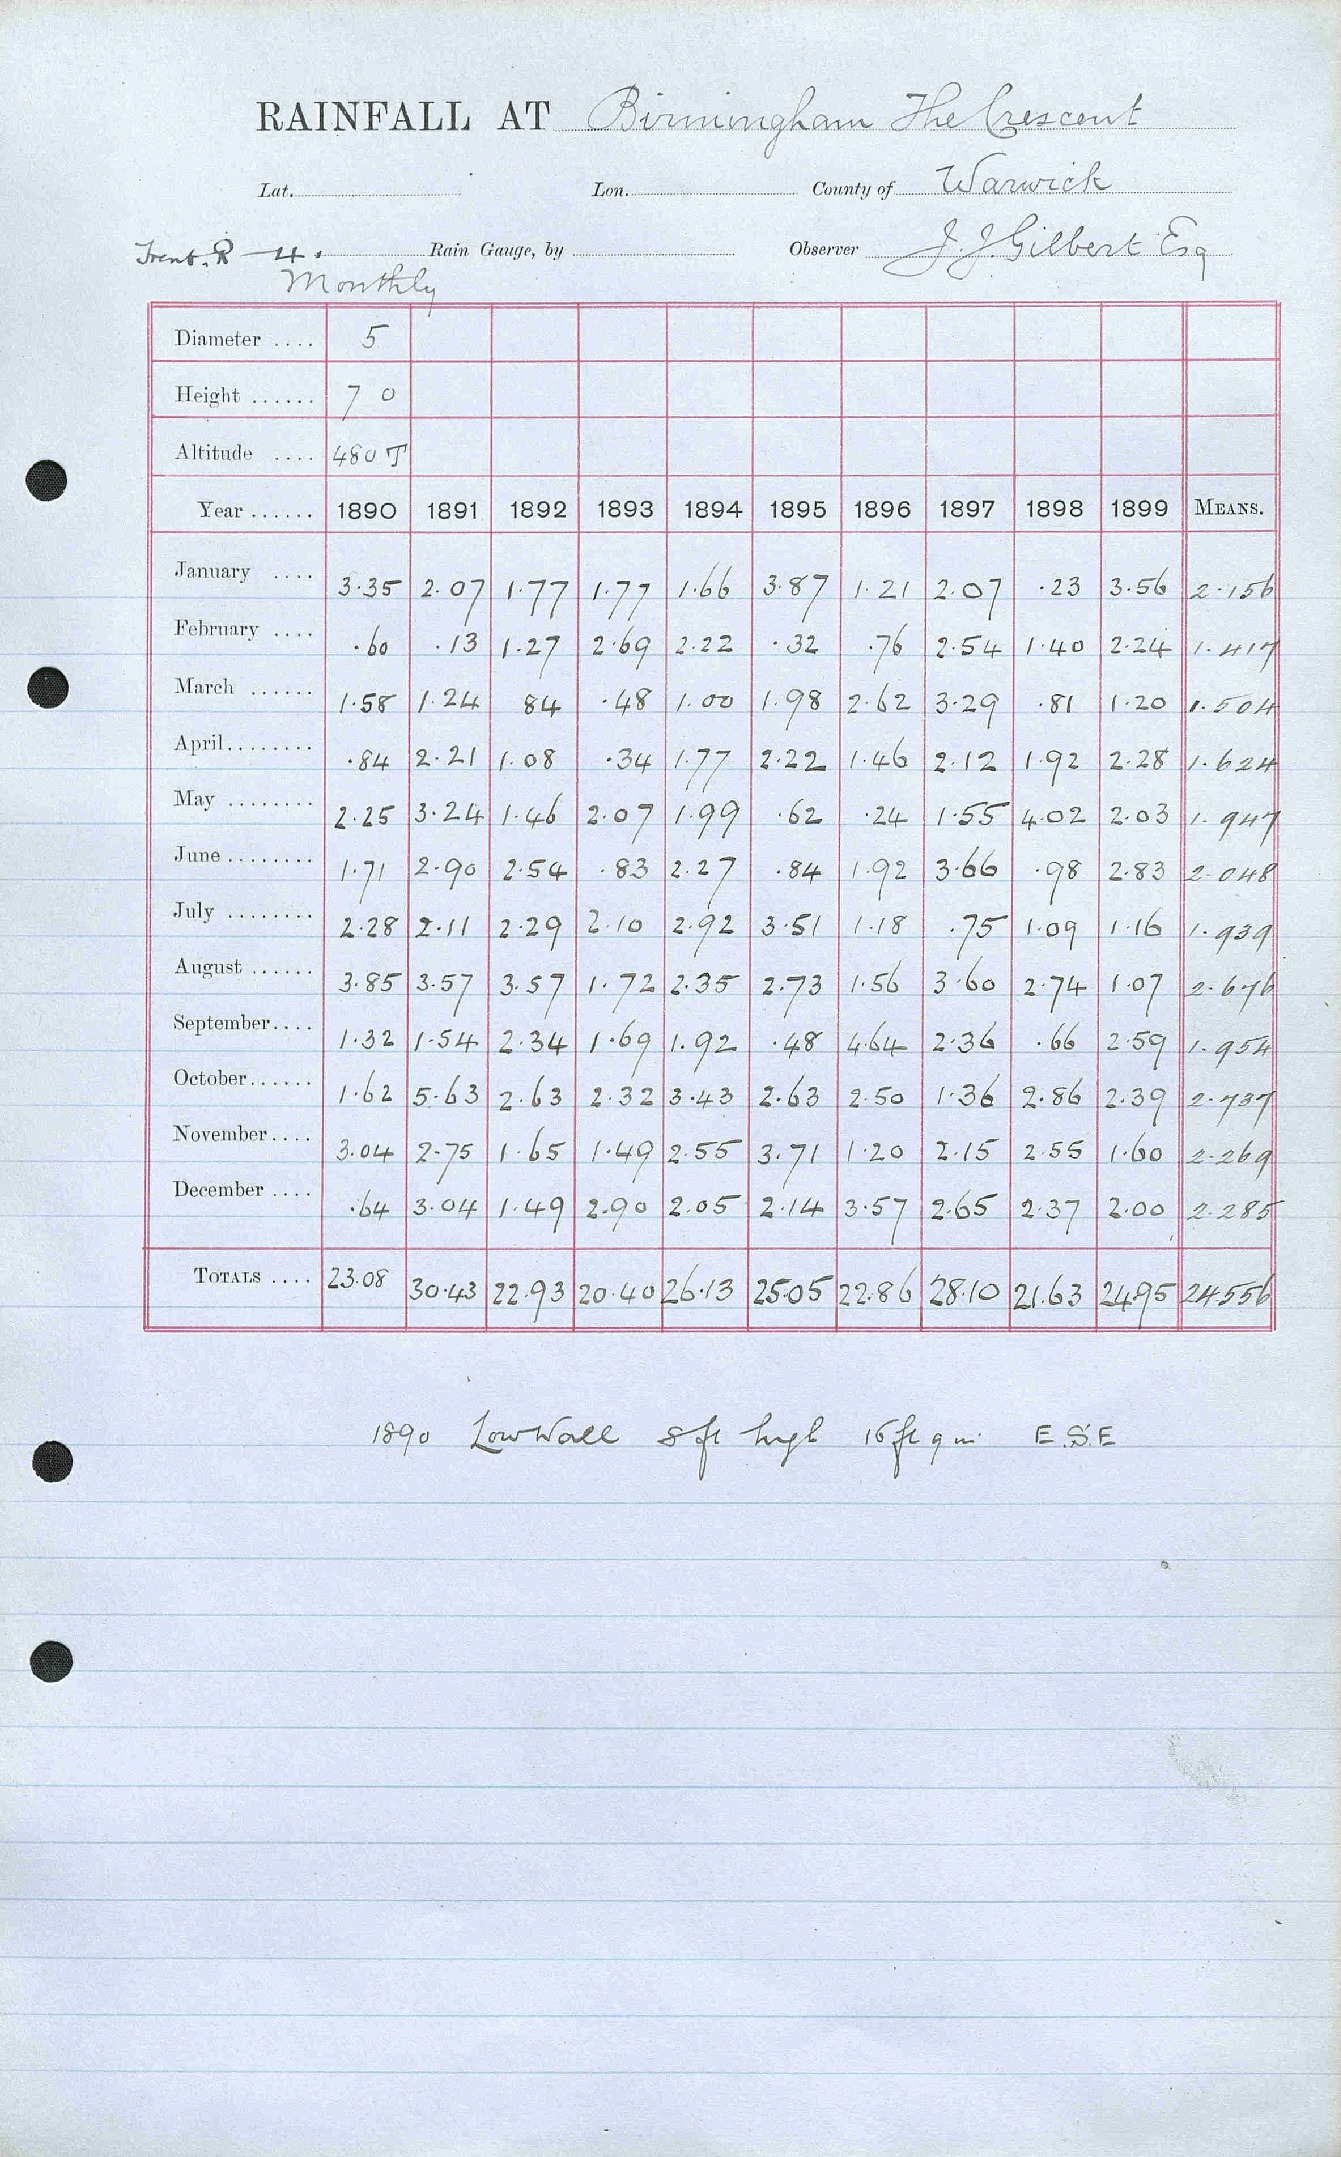 RAINFALL AT Birmingham The Crescent
Lat. Lon. County of Warwick
Trent. R – 4. Rain Gauge, by Observer J. J. Gilbert Esq
Monthly
Diameter .... 5
Height ...... 7 0
Altitude .... 480 T
Year ...... 1890 1891 1892 1893 1894 1895 1896 1897 1898 1899 MEANS.
January .... 3.35 2.07 1.77 1.77 1.66 3.87 1.21 2.07 .23 3.56 2.156
February .... .60 .13 1.27 2.69 2.22 .32 .76 2.54 1.40 2.24 1.417
March ...... 1.58 1.24 84 .48 1.00 1.98 2.62 3.29 .81 1.20 1.504
April........ .84 2.21 1.08 .34 1.77 2.22 1.46 2.12 1.92 2.28 1.624
May ........ 2.25 3.24 1.46 2.07 1.99 .62 .24 1.55 4.02 2.03 1.947
June ........ 1.71 2.90 2.54 .83 2.27 .84 1.92 3.66 .98 2.83 2.048
July ........ 2.28 2.11 2.29 2.10 2.92 3.51 1.18 .75 1.09 1.16 1.939
August ...... 3.85 3.57 3.57 1.72 2.35 2.73 1.56 3.60 2.74 1.07 2.676
September.... 1.32 1.54 2.34 1.69 1.92 .48 4.64 2.36 .66 2.59 1.954
October...... 1.62 5.63 2.63 2.32 3.43 2.63 2.50 1.36 2.86 2.39 2.737
November.... 3.04 2.75 1.65 1.49 2.55 3.71 1.20 2.15 2.55 1.60 2.269
December .... .64 3.04 1.49 2.90 2.05 2.14 3.57 2.65 2.37 2.00 2.285
TOTALS .... 23.08 30.43 22.93 20.40 26.13 25.05 22.86 28.10 21.63 24.95 24.556
1890 Low Wall 8 ft high 16 ft 9 in. E.S.E